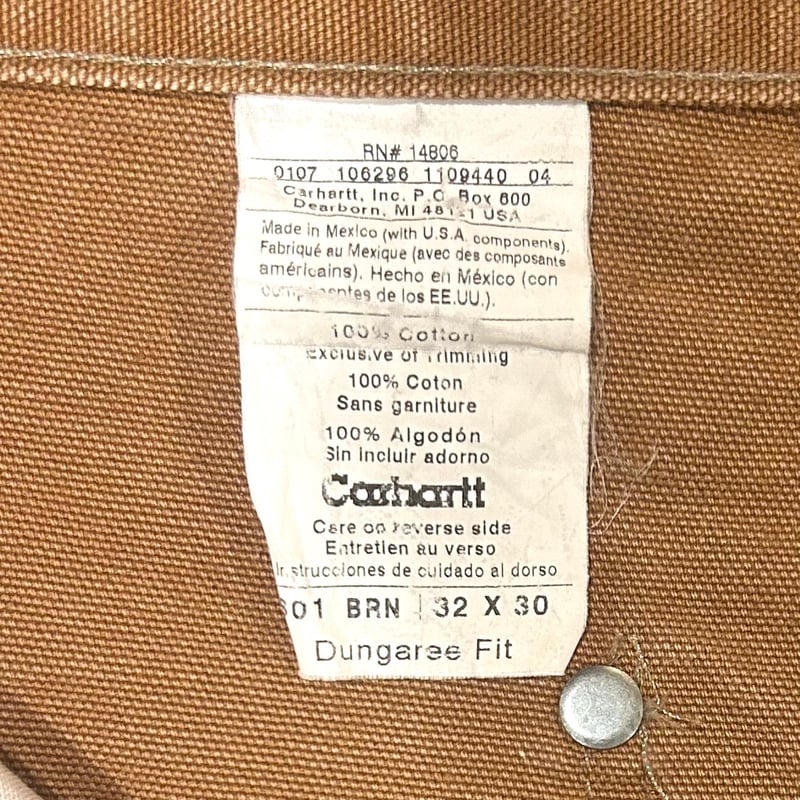 RN# 14806
0107 106296 1109440 04
Carhartt, Inc. P.O. Box 600
Dearborn, MI USA
Made in Mexico (with U.S.A. components).
Fabriqué au Mexique (avec des composants
américains). Hecho en México (con
de los EE.UU.).
100% Cotton
Exclusive of Trimming
100% Coton
Sans garniture
100% Algodón
Sin incluir adorno
Carhartt
Care on reverse side
Entretien au verso
Instrucciones de cuidado al dorso
BRN 32 X 30
Dungaree Fit